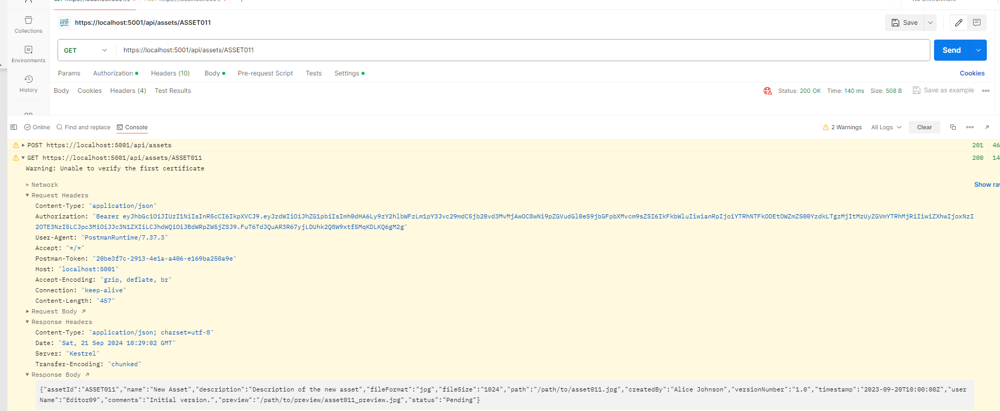 Collections
Environments
History
HTTP https://localhost:5001/api/assets/ASSET011
Save
GET https://localhost:5001/api/assets/ASSET011
Send
Params Authorization Headers (10) Body Pre-request Script Tests Settings Cookies
Body Cookies Headers (4) Test Results Status: 200 OK Time: 140 ms Size: 508 B Save as example
Online Find and replace Console 2 Warnings All Logs Clear
POST https://localhost:5001/api/assets 201 46
GET https://localhost:5001/api/assets/ASSET011 200 14
Warning: Unable to verify the first certificate
Network Show raw
Request Headers
Content-Type: "application/json"
Authorization: "Bearer eyJhbGciOiJIUzI1NiIsInR5cCI6IkpXVCJ9.eyJzdWIiOiJhZG1pbiIsImh0dHA6Ly9zY2hlbWFzLm1pY3Jvc29mdC5jb20vd3MvMjAwOC8wNi9pZGVudGl0eS9jbGFpbXMvcm9sZSI6IkFkbWluIiwianRpIjoiYTRhNTFkODEtOWZmZS00YzdkLTgzMjItMzUyZGVmYTRhMjRiIiwiZXhwIjoxNzI
2OTE3NzI5LCJpc3MiOiJJc3N1ZXIiLCJhdWQiOiJBdWRpZW5jZSJ9.FuT6TdJQuAR3R67yjLDUhk2Q8W9xtf5MqKDLKQ6gM2g"
User-Agent: "PostmanRuntime/7.37.3"
Accept: "*/*"
Postman-Token: "20be3f7c-2913-4e1a-a406-e169ba250a9e"
Host: "localhost:5001"
Accept-Encoding: "gzip, deflate, br"
Connection: "keep-alive"
Content-Length: "457"
Request Body
Response Headers
Content-Type: "application/json; charset=utf-8"
Date: "Sat, 21 Sep 2024 10:29:02 GMT"
Server: "Kestrel"
Transfer-Encoding: "chunked"
Response Body
{"assetId":"ASSET011","name":"New Asset","description":"Description of the new asset","fileFormat":"jpg","fileSize":"1024","path":"/path/to/asset011.jpg","createdBy":"Alice Johnson","versionNumber":"1.0","timestamp":"2023-09-20T10:00:00Z","user
Name":"Editor09","comments":"Initial version.","preview":"/path/to/preview/asset011_preview.jpg","status":"Pending"}